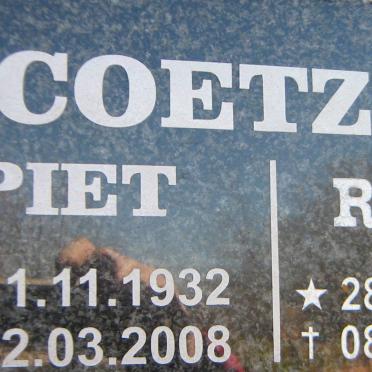 COETZ
PIET R
1.11.1932 ★ 28
2.03.2008 † 08